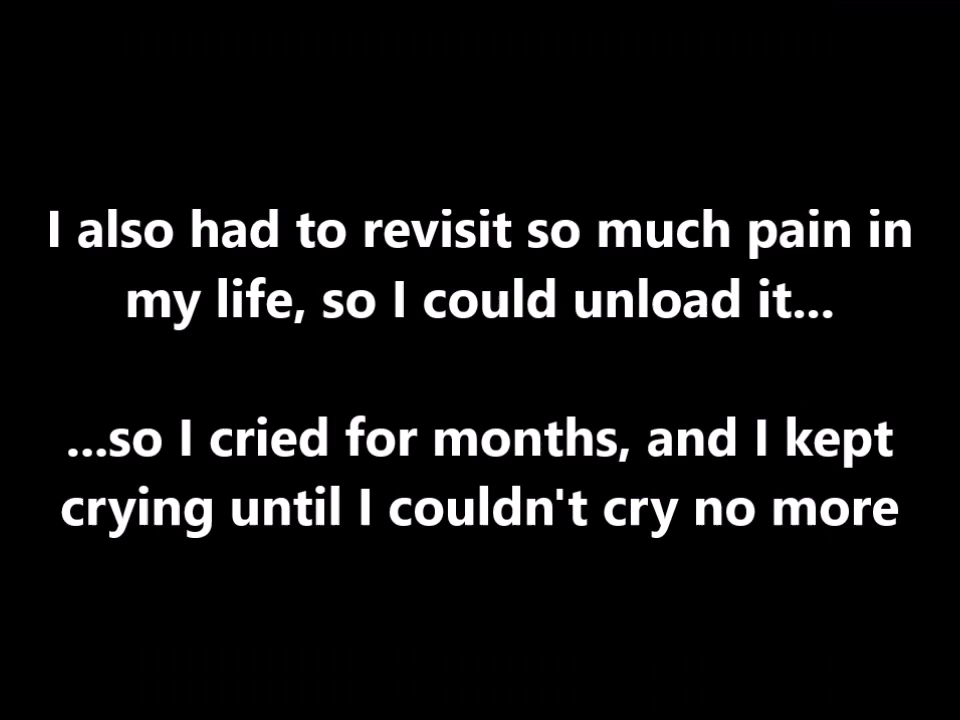 I also had to revisit so much pain in
my life, so I could unload it...
...so I cried for months, and I kept
crying until I couldn't cry no more